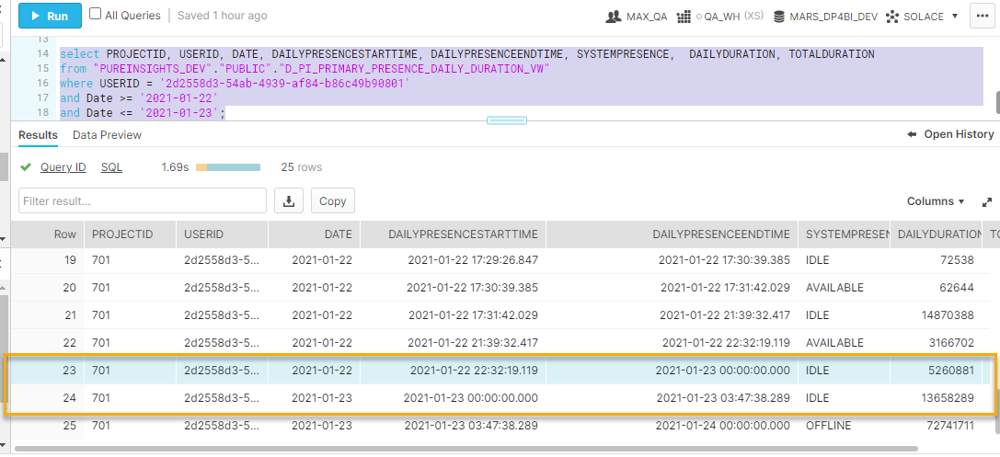 Run All Queries Saved 1 hour ago MAX_QA QA_WH (XS) MARS_DP4BI_DEV SOLACE
13
14 select PROJECTID, USERID, DATE, DAILYPRESENCESTARTTIME, DAILYPRESENCEENDTIME, SYSTEMPRESENCE, DAILYDURATION, TOTALDURATION
15 from "PUREINSIGHTS_DEV"."PUBLIC"."D_PI_PRIMARY_PRESENCE_DAILY_DURATION_VW"
16 where USERID = '2d2558d3-54ab-4939-af84-b86c49b90801'
17 and Date >= '2021-01-22'
18 and Date <= '2021-01-23';
Results Data Preview Open History
Query ID SQL 1.69s 25 rows
Filter result... Copy Columns
Row PROJECTID USERID DATE DAILYPRESENCESTARTTIME DAILYPRESENCEENDTIME SYSTEMPRESEN DAILYDURATION TO
19 701 2d2558d3-5... 2021-01-22 2021-01-22 17:29:26.847 2021-01-22 17:30:39.385 IDLE 72538
20 701 2d2558d3-5... 2021-01-22 2021-01-22 17:30:39.385 2021-01-22 17:31:42.029 AVAILABLE 62644
21 701 2d2558d3-5... 2021-01-22 2021-01-22 17:31:42.029 2021-01-22 21:39:32.417 IDLE 14870388
22 701 2d2558d3-5... 2021-01-22 2021-01-22 21:39:32.417 2021-01-22 22:32:19.119 AVAILABLE 3166702
23 701 2d2558d3-5... 2021-01-22 2021-01-22 22:32:19.119 2021-01-23 00:00:00.000 IDLE 5260881
24 701 2d2558d3-5... 2021-01-23 2021-01-23 00:00:00.000 2021-01-23 03:47:38.289 IDLE 13658289
25 701 2d2558d3-5... 2021-01-23 2021-01-23 03:47:38.289 2021-01-24 00:00:00.000 OFFLINE 72741711